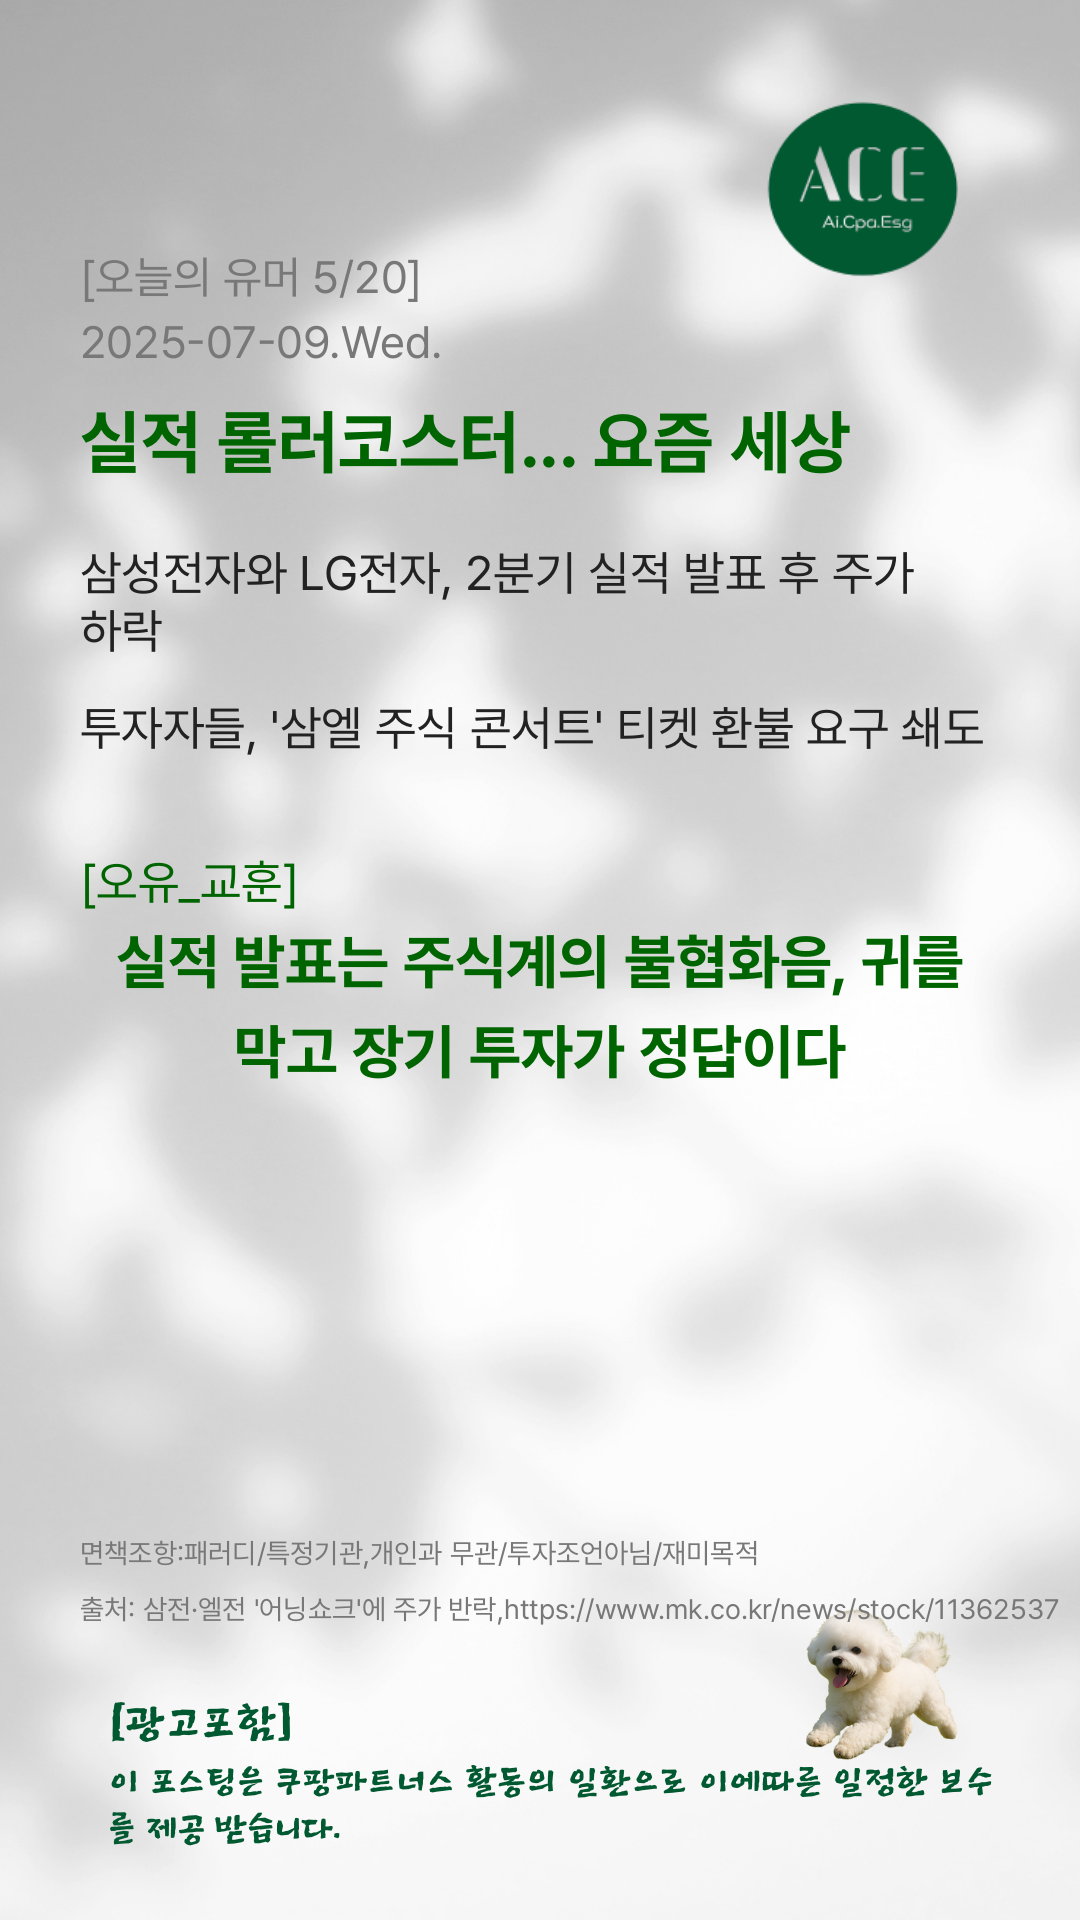 ACE
Ai.Cpa.Esg
[오늘의 유머 5/20]
2025-07-09.Wed.
실적 롤러코스터... 요즘 세상
삼성전자와 LG전자, 2분기 실적 발표 후 주가
하락
투자자들, '삼엘 주식 콘서트' 티켓 환불 요구 쇄도
[오유_교훈]
실적 발표는 주식계의 불협화음, 귀를
막고 장기 투자가 정답이다
면책조항:패러디/특정기관,개인과 무관/투자조언아님/재미목적
출처: 삼전·엘전 '어닝쇼크'에 주가 반락,https://www.mk.co.kr/news/stock/11362537
[광고포함]
이 포스팅은 쿠팡파트너스 활동의 일환으로 이에따른 일정한 보수
를 제공 받습니다.